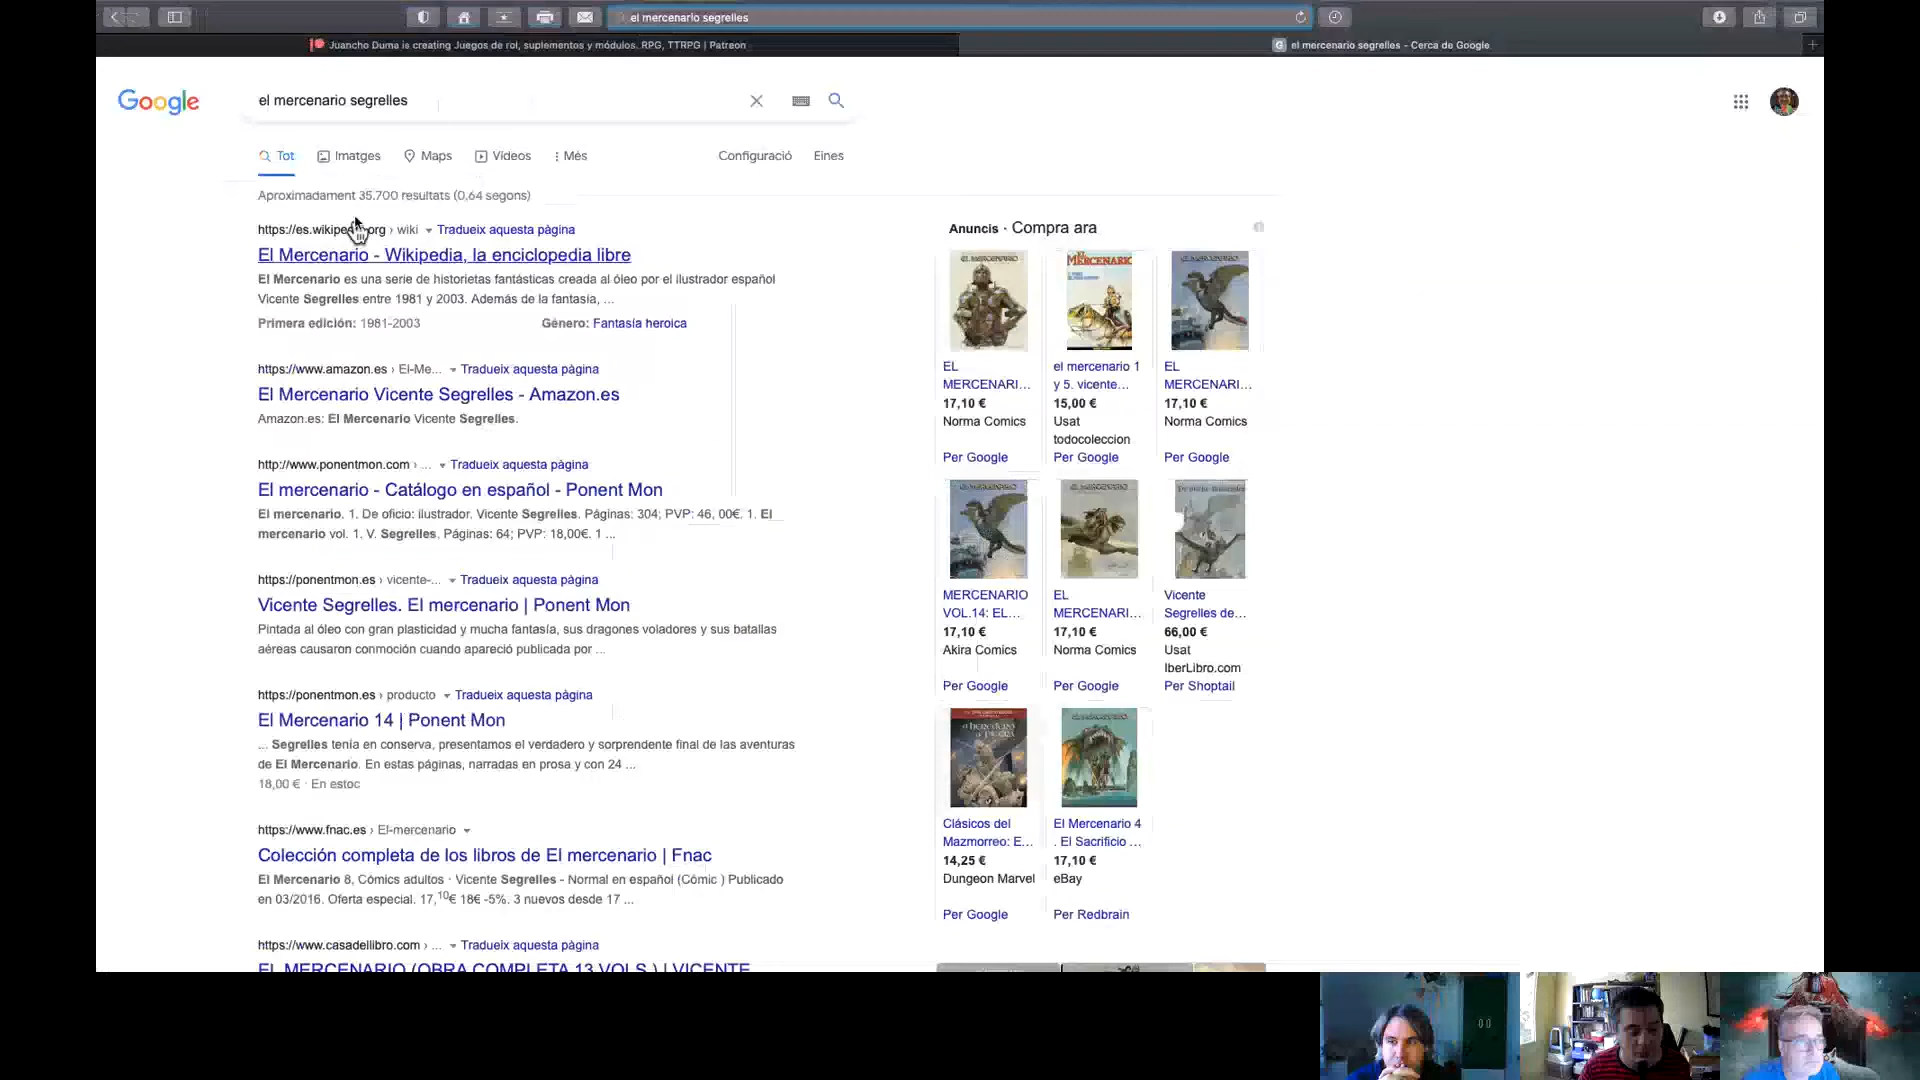 el mercenario segrelles
Juancho Duma is creating Juegos de rol, suplementos y módulos. RPG, TTRPG | Patreon
el mercenario segrelles - Cerca de Google
Google
el mercenario segrelles
Tot
Imatges
Maps
Vídeos
Més
Configuració
Eines
Aproximadament 35.700 resultats (0,64 segons)
› wiki Tradueix aquesta pàgina
El Mercenario - Wikipedia, la enciclopedia libre
El Mercenario es una serie de historietas fantásticas creada al óleo por el ilustrador español
Vicente Segrelles entre 1981 y 2003. Además de la fantasía, ...
Primera edición: 1981-2003 Género: Fantasía heroica
https://www.amazon.es › El-Me... Tradueix aquesta pàgina
El Mercenario Vicente Segrelles - Amazon.es
Amazon.es: El Mercenario Vicente Segrelles.
http://www.ponentmon.com › ... Tradueix aquesta pàgina
El mercenario - Catálogo en español - Ponent Mon
El mercenario. 1. De oficio: ilustrador. Vicente Segrelles. Páginas: 304; PVP: 46, 00€. 1. El
mercenario vol. 1. V. Segrelles. Páginas: 64; PVP: 18,00€. 1 ...
https://ponentmon.es › vicente-... Tradueix aquesta pàgina
Vicente Segrelles. El mercenario | Ponent Mon
Pintada al óleo con gran plasticidad y mucha fantasía, sus dragones voladores y sus batallas
aéreas causaron conmoción cuando apareció publicada por ...
https://ponentmon.es › producto Tradueix aquesta pàgina
El Mercenario 14 | Ponent Mon
... Segrelles tenía en conserva, presentamos el verdadero y sorprendente final de las aventuras
de El Mercenario. En estas páginas, narradas en prosa y con 24 ...
18,00 € · En estoc
https://www.fnac.es › El-mercenario
Colección completa de los libros de El mercenario | Fnac
El Mercenario 8, Cómics adultos · Vicente Segrelles - Normal en español (Cómic ) Publicado
en 03/2016. Oferta especial. 17,10€ 18€ -5%. 3 nuevos desde 17 ...
https://www.casadellibro.com › ... Tradueix aquesta pàgina
EL MERCENARIO (OBRA COMPLETA 13 VOLS.) | VICENTE
Anuncis · Compra ara
EL
MERCENARI...
17,10 €
Norma Comics
Per Google
el mercenario 1
y 5. vicente...
15,00 €
Usat
todocoleccion
Per Google
EL
MERCENARI...
17,10 €
Norma Comics
Per Google
MERCENARIO
VOL.14: EL...
17,10 €
Akira Comics
Per Google
EL
MERCENARI...
17,10 €
Norma Comics
Per Google
Vicente
Segrelles de...
66,00 €
Usat
IberLibro.com
Per Shoptail
Clásicos del
Mazmorreo: E...
14,25 €
Dungeon Marvel
Per Google
El Mercenario 4
. El Sacrificio ...
17,10 €
eBay
Per Redbrain